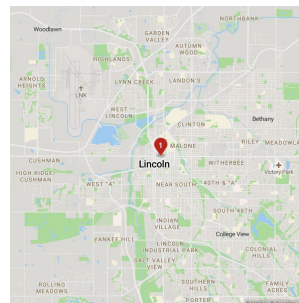 NORTHBANK
Woodlawn
GARDEN
VALLEY
AUTUMN
WOOD
HIGHLANDS
ARNOLD
HEIGHTS
LYNN CREEK
LANDON'S
LNK
WEST
LINCOLN
CLINTON
Bethany
1
MALONE
RILEY
MEADOWLA
CUSHMAN
Lincoln
WITHERBEE
HIGH RIDGE/
CUSHMAN
Victory Park
WEST "A"
NEAR SOUTH
40TH & "A"
SOUTH 48TH
INDIAN
VILLAGE
College View
YANKEE HILL
LINCOLN
INDUSTRIAL PARK
COLONIAL
HILLS
SALT VALLEY
VIEW
ROLLING
MEADOWS
SOUTHERN
HILLS
FAMILY
ACRES
PORTER